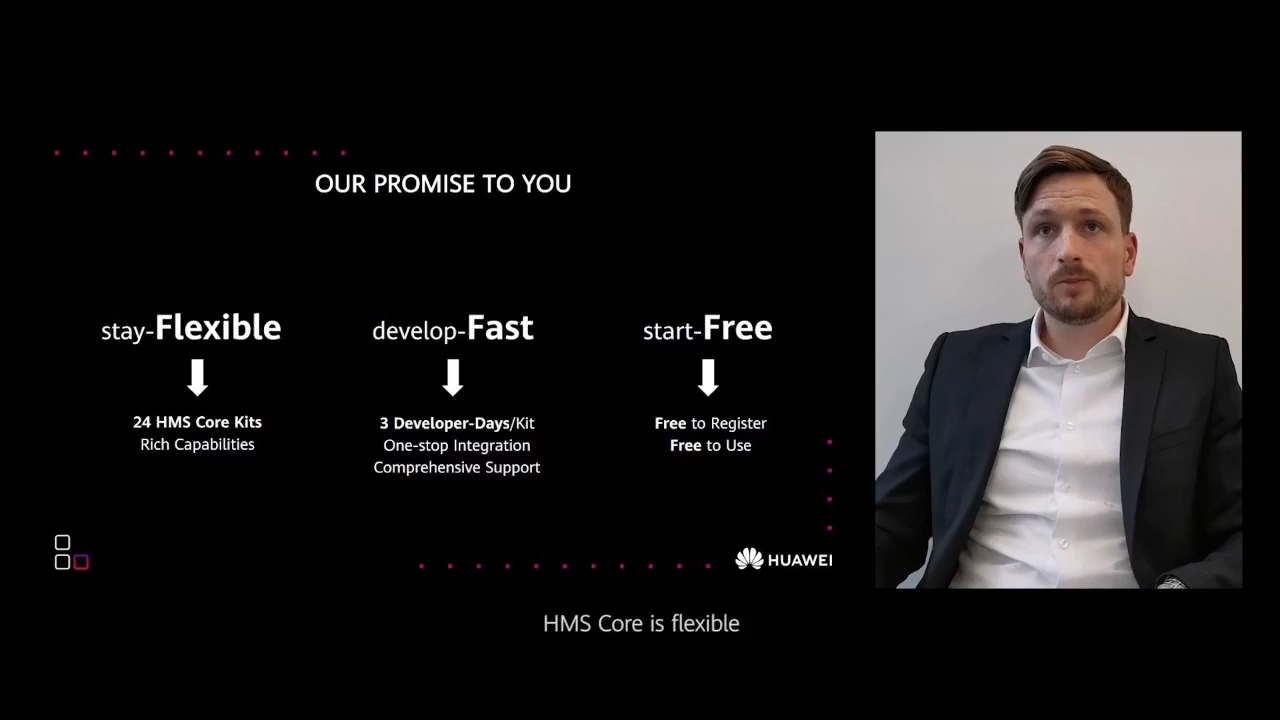 OUR PROMISE TO YOU
stay-Flexible
24 HMS Core Kits
Rich Capabilities
develop-Fast
3 Developer-Days/Kit
One-stop Integration
Comprehensive Support
start-Free
Free to Register
Free to Use
HUAWEI
HMS Core is flexible